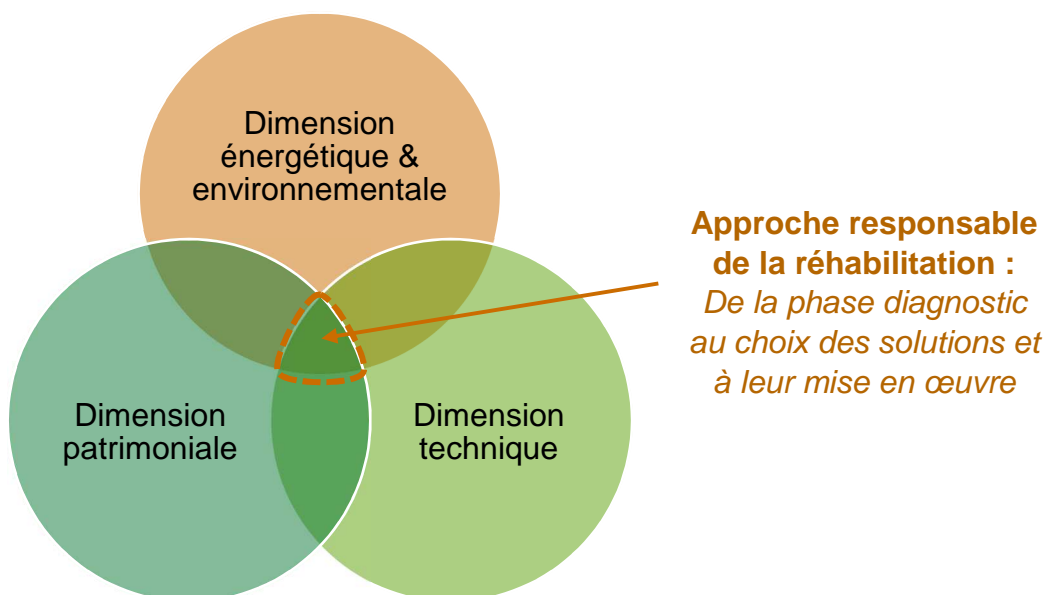 Dimension
énergétique &
environnementale
Approche responsable
de la réhabilitation :
De la phase diagnostic
au choix des solutions et
à leur mise en œuvre
Dimension
patrimoniale
Dimension
technique